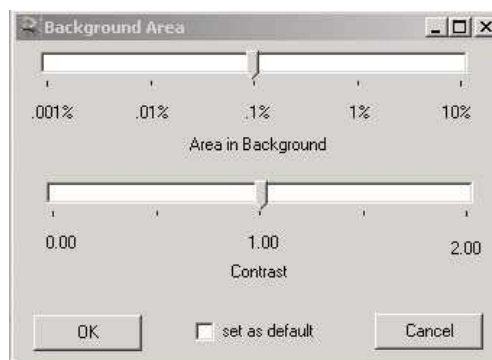 Background Area
.001% .01% .1% 1% 10%
Area in Background
0.00 1.00 2.00
Contrast
OK set as default Cancel